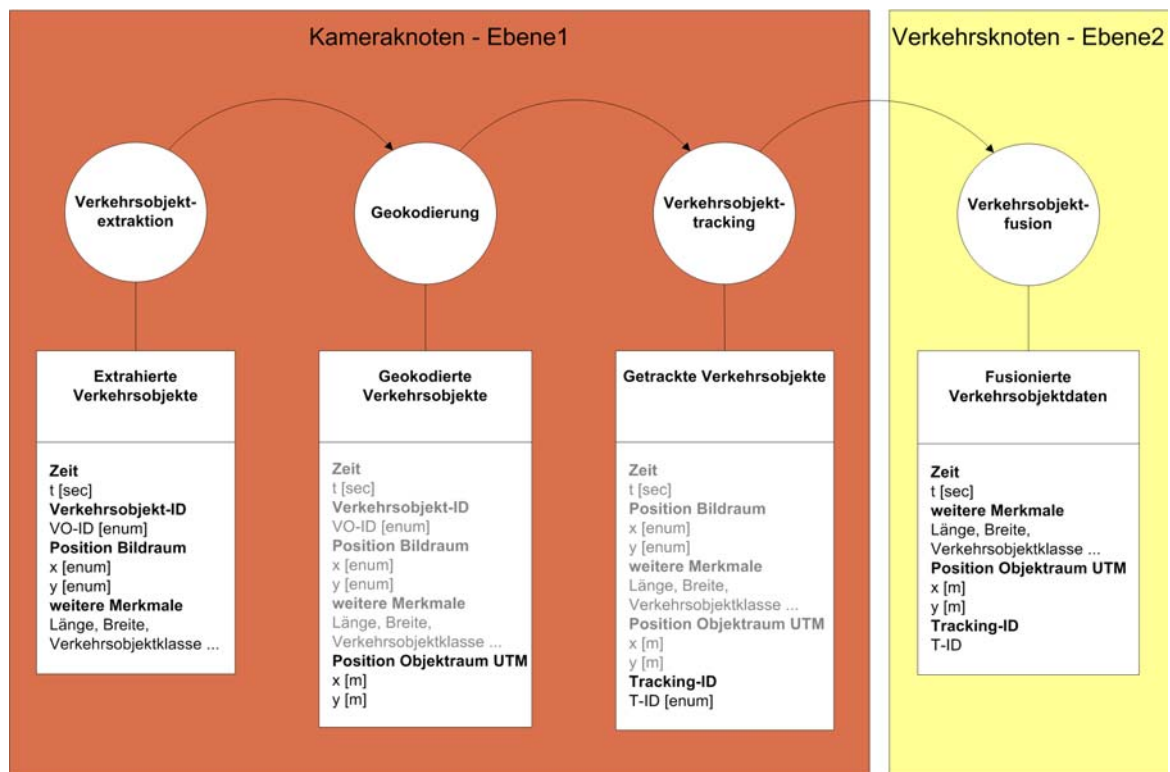 Kameraknoten - Ebene1
Verkehrsknoten - Ebene2
Verkehrsobjekt-
extraktion
Geokodierung
Verkehrsobjekt-
tracking
Verkehrsobjekt-
fusion
Extrahierte
Verkehrsobjekte
Zeit
t [sec]
Verkehrsobjekt-ID
VO-ID [enum]
Position Bildraum
x [enum]
y [enum]
weitere Merkmale
Länge, Breite,
Verkehrsobjektklasse ...
Geokodierte
Verkehrsobjekte
Zeit
t [sec]
Verkehrsobjekt-ID
VO-ID [enum]
Position Bildraum
x [enum]
y [enum]
weitere Merkmale
Länge, Breite,
Verkehrsobjektklasse ...
Position Objektraum UTM
x [m]
y [m]
Getrackte Verkehrsobjekte
Zeit
t [sec]
Position Bildraum
x [enum]
y [enum]
weitere Merkmale
Länge, Breite,
Verkehrsobjektklasse ...
Position Objektraum UTM
x [m]
y [m]
Tracking-ID
T-ID [enum]
Fusionierte
Verkehrsobjektdaten
Zeit
t [sec]
weitere Merkmale
Länge, Breite,
Verkehrsobjektklasse ...
Position Objektraum UTM
x [m]
y [m]
Tracking-ID
T-ID